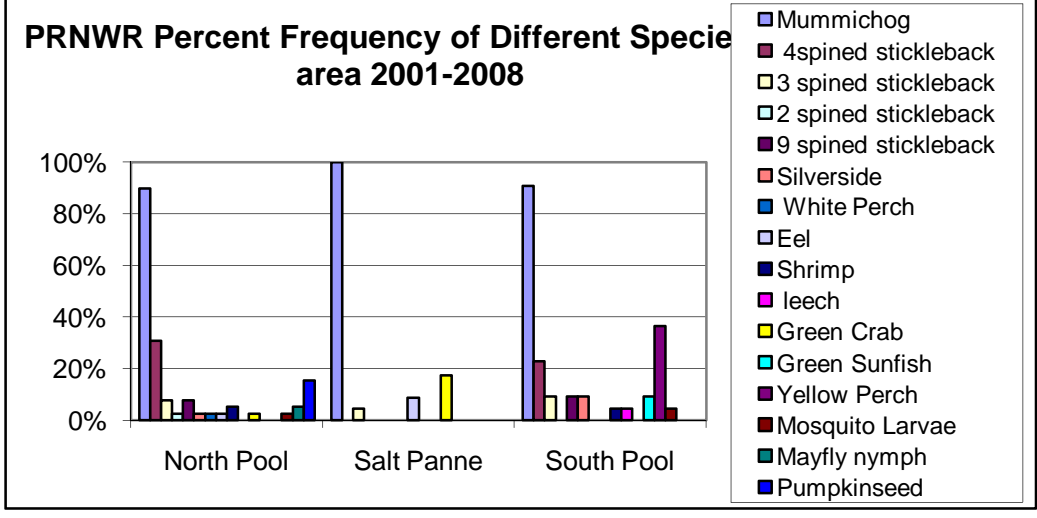 PRNWR Percent Frequency of Different Specie
area 2001-2008
100%
80%
60%
40%
20%
0%
North Pool
Salt Panne
South Pool
Mummichog
4spined stickleback
3 spined stickleback
2 spined stickleback
9 spined stickleback
Silverside
White Perch
Eel
Shrimp
leech
Green Crab
Green Sunfish
Yellow Perch
Mosquito Larvae
Mayfly nymph
Pumpkinseed